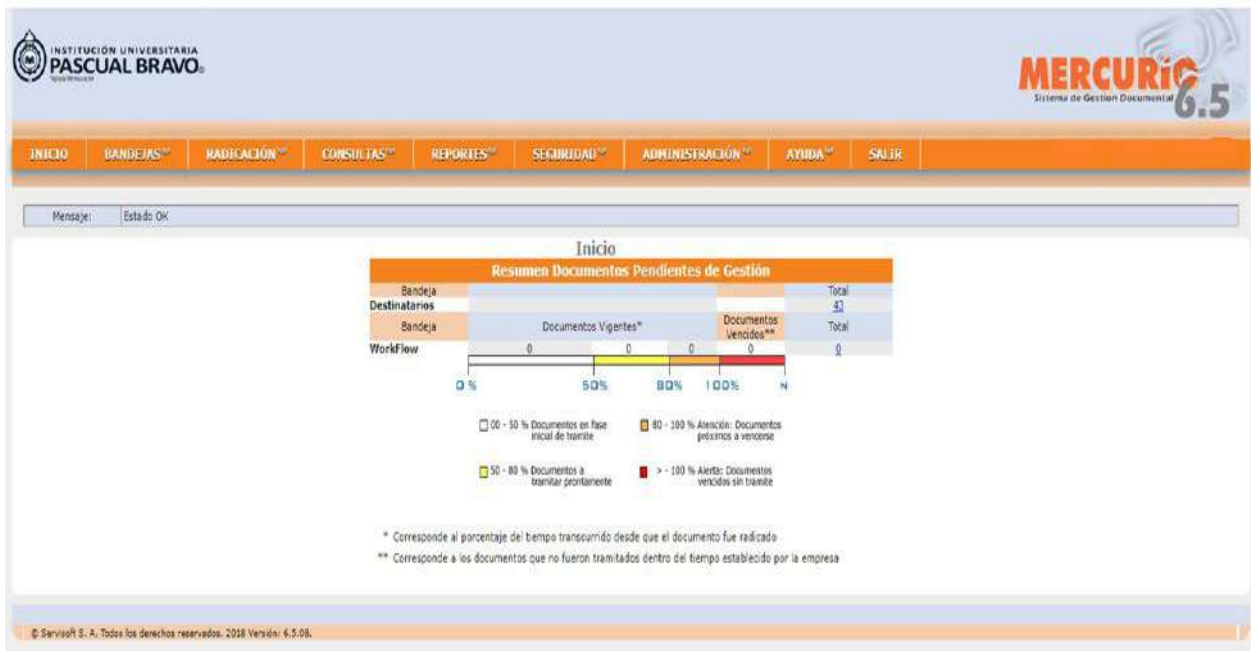 INSTITUCIÓN UNIVERSITARIA
PASCUAL BRAVO
MERCURIO
Sistema de Gestión Documental
6.5
INICIO BANDEJAS RADICACIÓN CONSULTAS REPORTES SEGURIDAD ADMINISTRACIÓN AYUDA SALIR
Mensaje: Estado OK
Inicio
Resumen Documentos Pendientes de Gestión
Bandeja Total
Destinatarios 43
Bandeja Documentos Vigentes* Documentos Vencidos** Total
WorkFlow 0 0 0 0 0
0 % 50% 80% 100% N
00 - 50 % Documentos en fase
inicial de tramite
80 - 100 % Atención: Documentos
próximos a vencerse
50 - 80 % Documentos a
tramitar prontamente
> - 100 % Alerta: Documentos
vencidos sin tramite
* Corresponde al porcentaje del tiempo transcurrido desde que el documento fue radicado
** Corresponde a los documentos que no fueron tramitados dentro del tiempo establecido por la empresa
© Servisoft S. A. Todos los derechos reservados. 2018 Versión: 6.5.08.